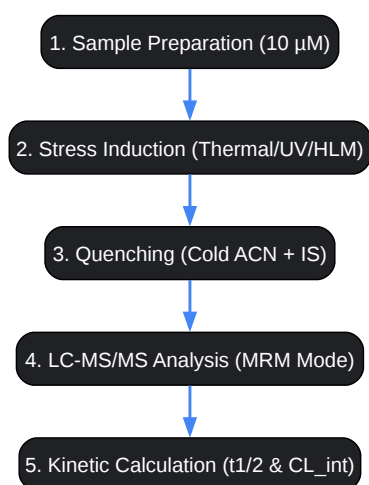 1. Sample Preparation (10 µM)
2. Stress Induction (Thermal/UV/HLM)
3. Quenching (Cold ACN + IS)
4. LC-MS/MS Analysis (MRM Mode)
5. Kinetic Calculation (t1/2 & CL_int)